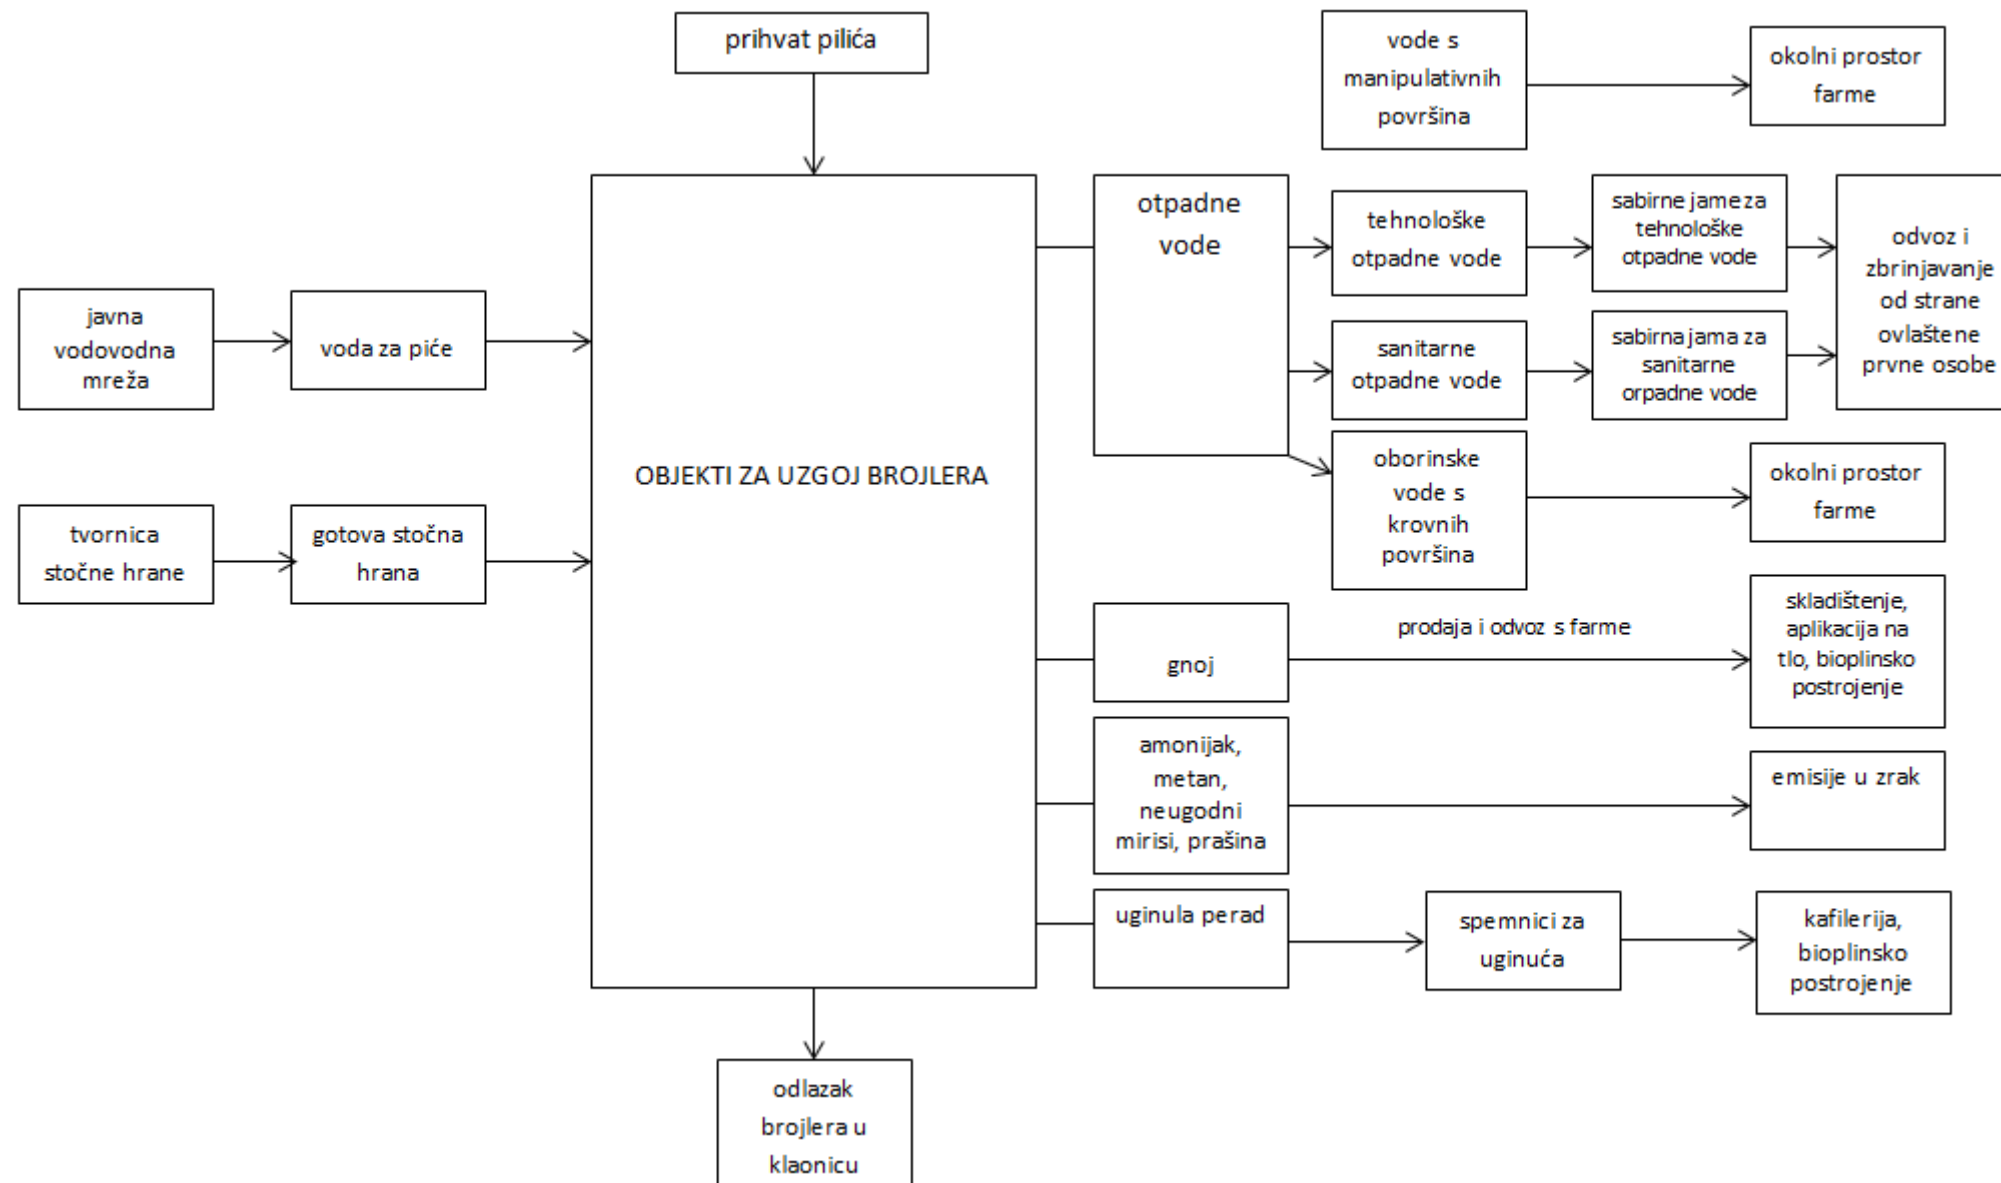 prihvat pilića
vode s
manipulativnih
površina
okolni prostor
farme
otpadne
vode
tehnološke
otpadne vode
sabirne jame za
tehnološke
otpadne vode
odvoz i
zbrinjavanje
od strane
ovlaštene
prvne osobe
javna
vodovodna
mreža
voda za piće
sanitarne
otpadne vode
sabirna jama za
sanitarne
orpadne vode
OBJEKTI ZA UZGOJ BROJLERA
oborinske
vode s
krovnih
površina
okolni prostor
farme
tvornica
stočne hrane
gotova stočna
hrana
gnoj
prodaja i odvoz s farme
skladištenje,
aplikacija na
tlo, bioplinsko
postrojenje
amonijak,
metan,
neugodni
mirisi, prašina
emisije u zrak
uginula perad
spemnici za
uginuća
kafilerija,
bioplinsko
postrojenje
odlazak
brojlera u
klaonicu